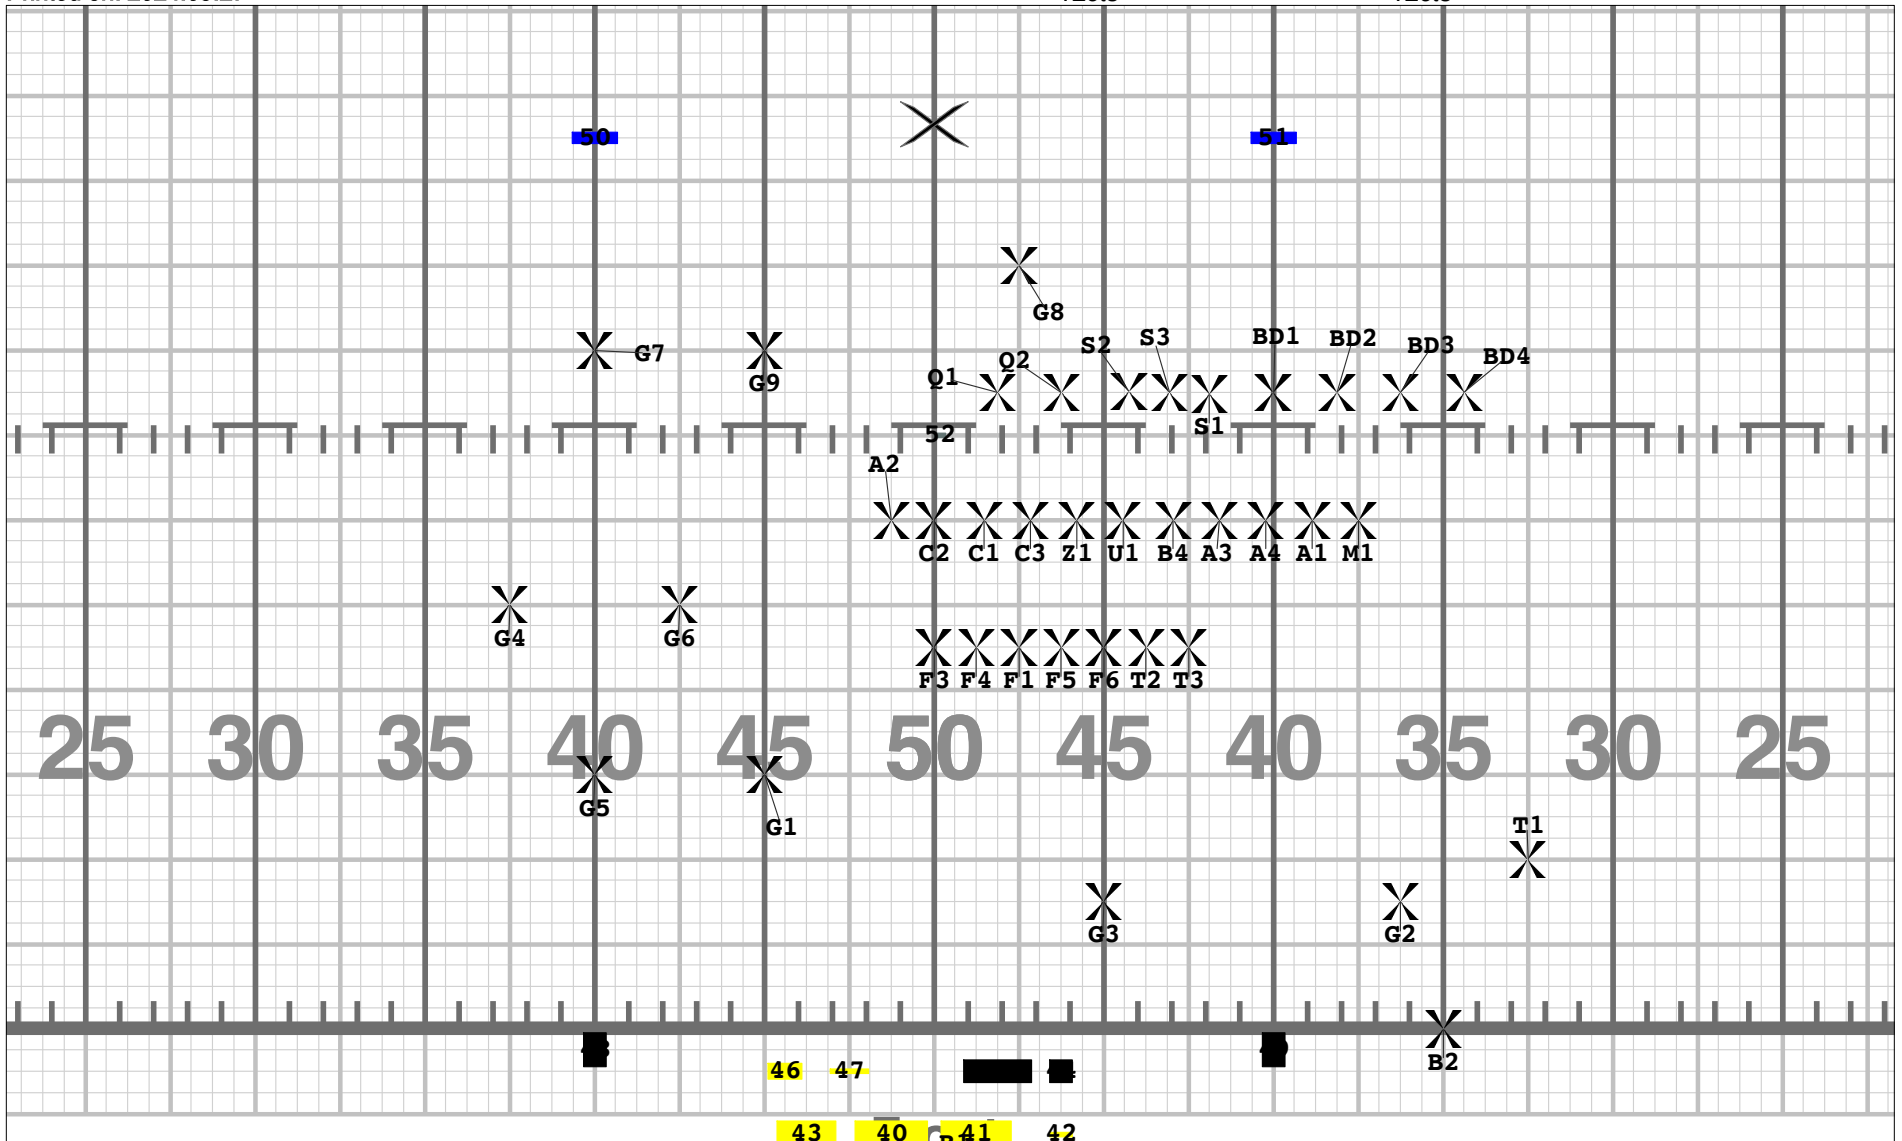 50 51
G8
S2 S3 BD1 BD2 BD3 BD4
G7 G9 Q1 Q2
S1
52
A2
C2 C1 C3 Z1 U1 B4 A3 A4 A1 M1
G4 G6
F3 F4 F1 F5 F6 T2 T3
25 30 35 40 45 50 45 40 35 30 25
G5 G1 T1
G3 G2
B2
46 47
43 40 41 42